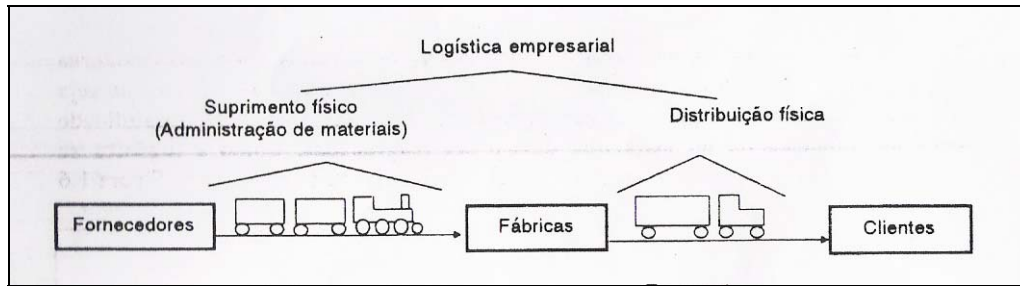 Logística empresarial
Suprimento físico
(Administração de materiais)
Distribuição física
Fornecedores
Fábricas
Clientes